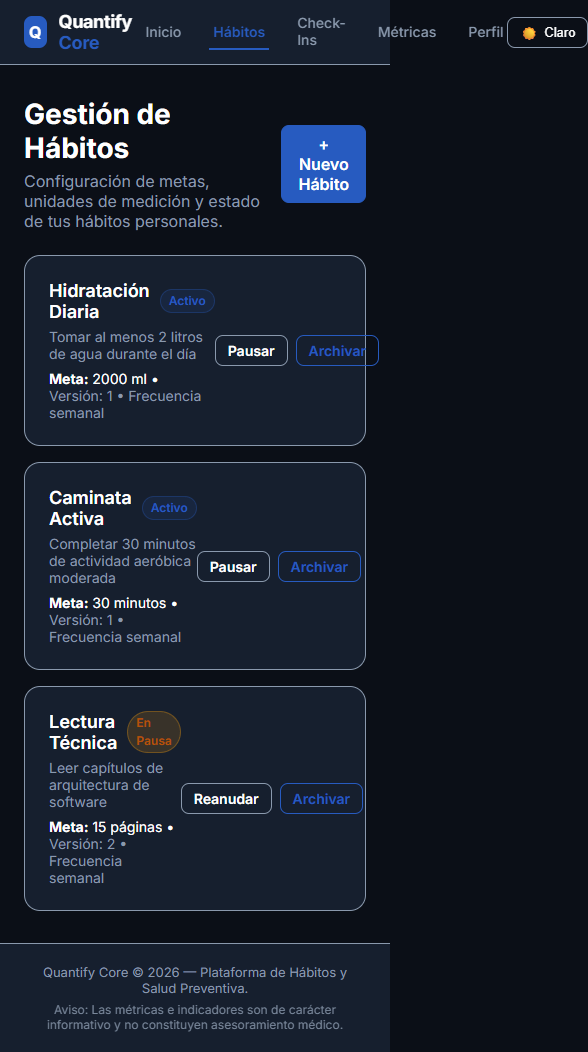 Q
Quantify
Core
Inicio
Hábitos
Check-
Ins
Métricas
Perfil
Claro
Gestión de
Hábitos
Configuración de metas,
unidades de medición y estado
de tus hábitos personales.
+
Nuevo
Hábito
Hidratación
Diaria
Activo
Tomar al menos 2 litros
de agua durante el día
Meta: 2000 ml •
Versión: 1 • Frecuencia
semanal
Pausar
Archivar
Caminata
Activa
Activo
Completar 30 minutos
de actividad aeróbica
moderada
Meta: 30 minutos •
Versión: 1 •
Frecuencia semanal
Pausar
Archivar
Lectura
Técnica
En
Pausa
Leer capítulos de
arquitectura de
software
Meta: 15 páginas •
Versión: 2 •
Frecuencia
semanal
Reanudar
Archivar
Quantify Core © 2026 — Plataforma de Hábitos y
Salud Preventiva.
Aviso: Las métricas e indicadores son de carácter
informativo y no constituyen asesoramiento médico.